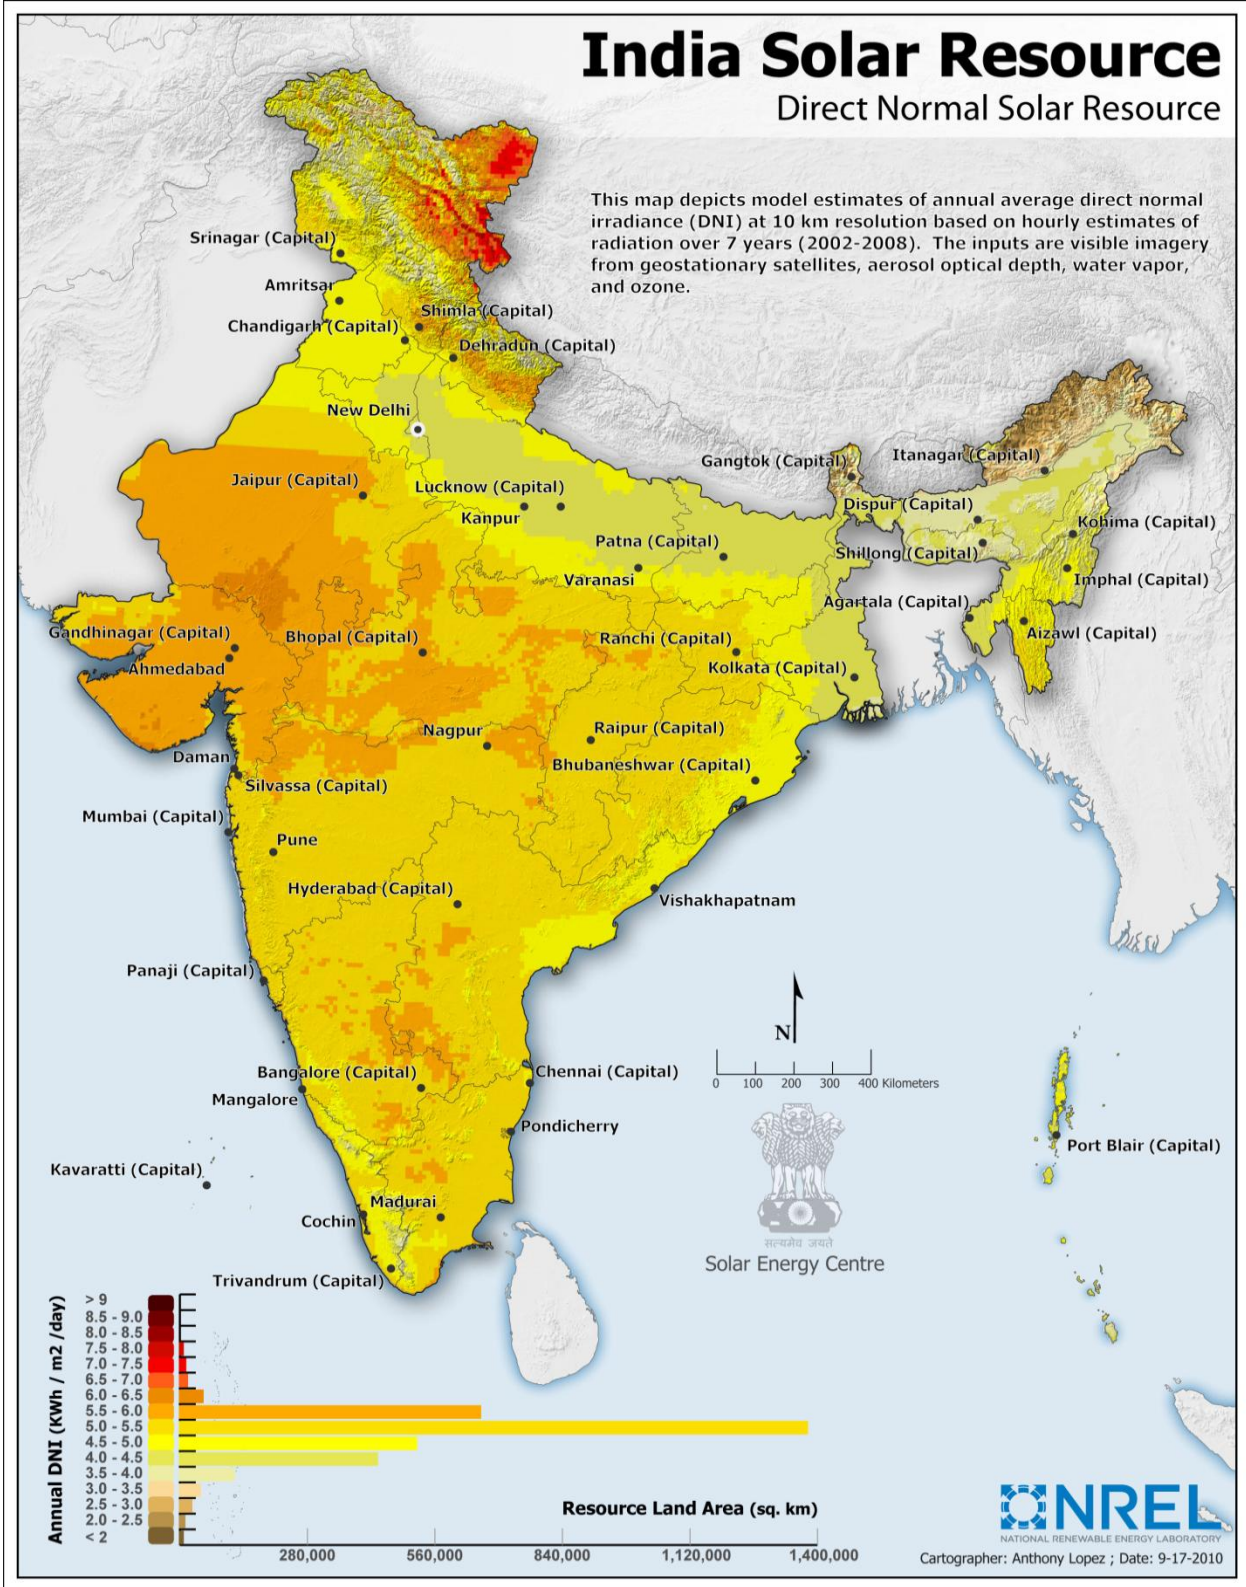 India Solar Resource
Direct Normal Solar Resource
This map depicts model estimates of annual average direct normal
irradiance (DNI) at 10 km resolution based on hourly estimates of
radiation over 7 years (2002-2008). The inputs are visible imagery
from geostationary satellites, aerosol optical depth, water vapor,
and ozone.
Srinagar (Capital)
Amritsar
Shimla (Capital)
Chandigarh (Capital)
Dehradun (Capital)
New Delhi
Gangtok (Capital)
Itanagar (Capital)
Jaipur (Capital)
Lucknow (Capital)
Dispur (Capital)
Kanpur
Kohima (Capital)
Patna (Capital)
Shillong (Capital)
Varanasi
Imphal (Capital)
Agartala (Capital)
Gandhinagar (Capital)
Bhopal (Capital)
Ranchi (Capital)
Aizawl (Capital)
Ahmedabad
Kolkata (Capital)
Nagpur
Raipur (Capital)
Daman
Bhubaneshwar (Capital)
Silvassa (Capital)
Mumbai (Capital)
Pune
Hyderabad (Capital)
Vishakhapatnam
Panaji (Capital)
N
Bangalore (Capital)
Chennai (Capital)
0 100 200 300 400 Kilometers
Mangalore
Pondicherry
Port Blair (Capital)
Kavaratti (Capital)
Madurai
Cochin
सत्यमेव जयते
Solar Energy Centre
Trivandrum (Capital)
Annual DNI (KWh / m2 /day)
> 9
8.5 - 9.0
8.0 - 8.5
7.5 - 8.0
7.0 - 7.5
6.5 - 7.0
6.0 - 6.5
5.5 - 6.0
5.0 - 5.5
4.5 - 5.0
4.0 - 4.5
3.5 - 4.0
3.0 - 3.5
2.5 - 3.0
2.0 - 2.5
< 2
Resource Land Area (sq. km)
280,000 560,000 840,000 1,120,000 1,400,000
NREL
NATIONAL RENEWABLE ENERGY LABORATORY
Cartographer: Anthony Lopez ; Date: 9-17-2010